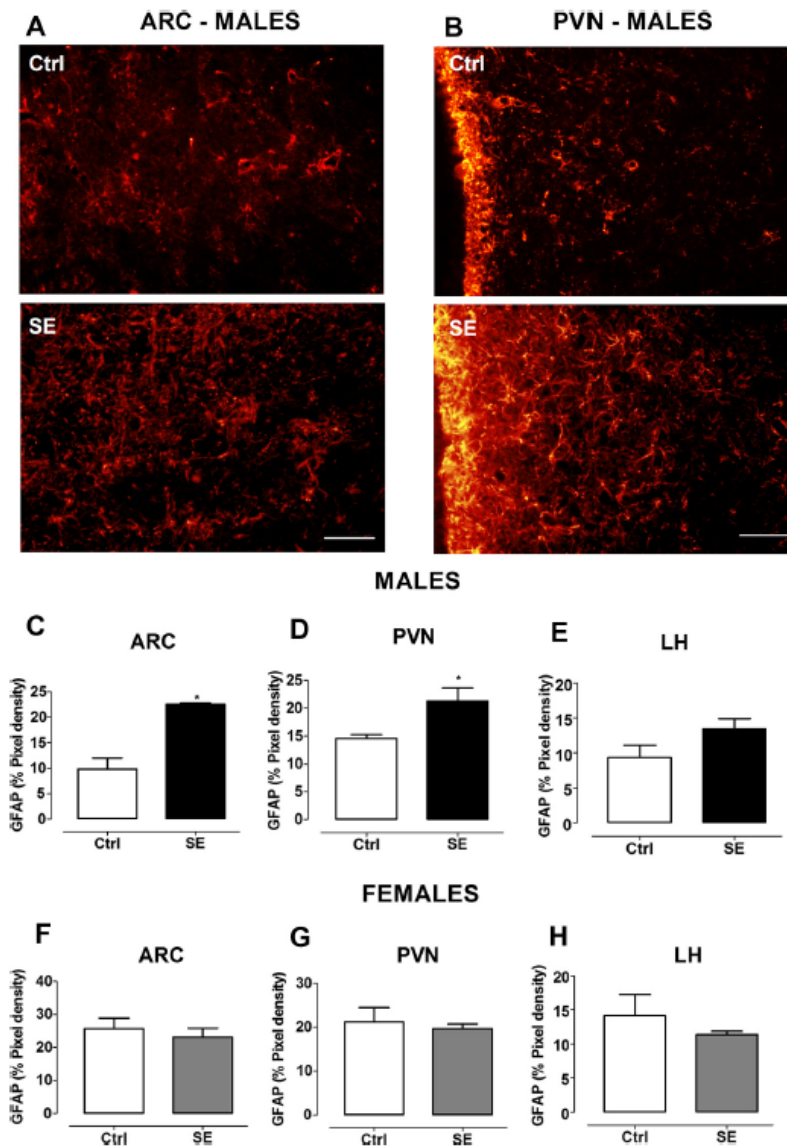 A ARC - MALES
B PVN - MALES
Ctrl
Ctrl
SE
SE
MALES
C ARC
D PVN
E LH
GFAP (% Pixel density)
25
20
15
10
5
0
Ctrl SE
*
GFAP (% Pixel density)
25
20
15
10
5
0
Ctrl SE
*
GFAP (% Pixel density)
20
15
10
5
0
Ctrl SE
FEMALES
F ARC
G PVN
H LH
GFAP (% Pixel density)
40
30
20
10
0
Ctrl SE
GFAP (% Pixel density)
30
20
10
0
Ctrl SE
GFAP (% Pixel density)
20
15
10
5
0
Ctrl SE